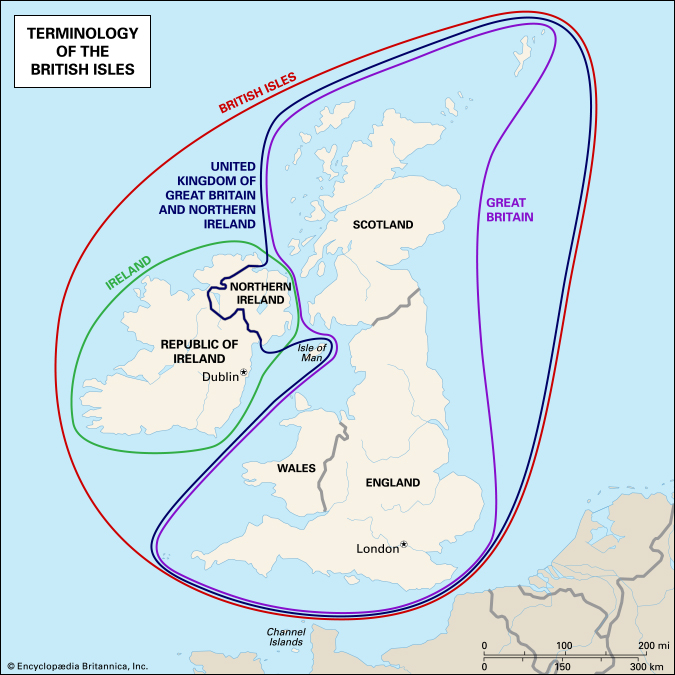 TERMINOLOGY
OF THE
BRITISH ISLES
BRITISH ISLES
UNITED
KINGDOM OF
GREAT BRITAIN
AND NORTHERN
IRELAND
GREAT
BRITAIN
SCOTLAND
IRELAND
NORTHERN
IRELAND
REPUBLIC OF
IRELAND
Isle of
Man
Dublin
WALES
ENGLAND
London
Channel
Islands
0 100 200 mi
0 150 300 km
© Encyclopædia Britannica, Inc.